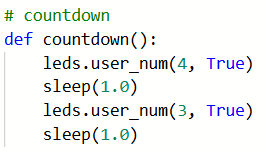 # countdown
def countdown():
    leds.user_num(4, True)
    sleep(1.0)
    leds.user_num(3, True)
    sleep(1.0)